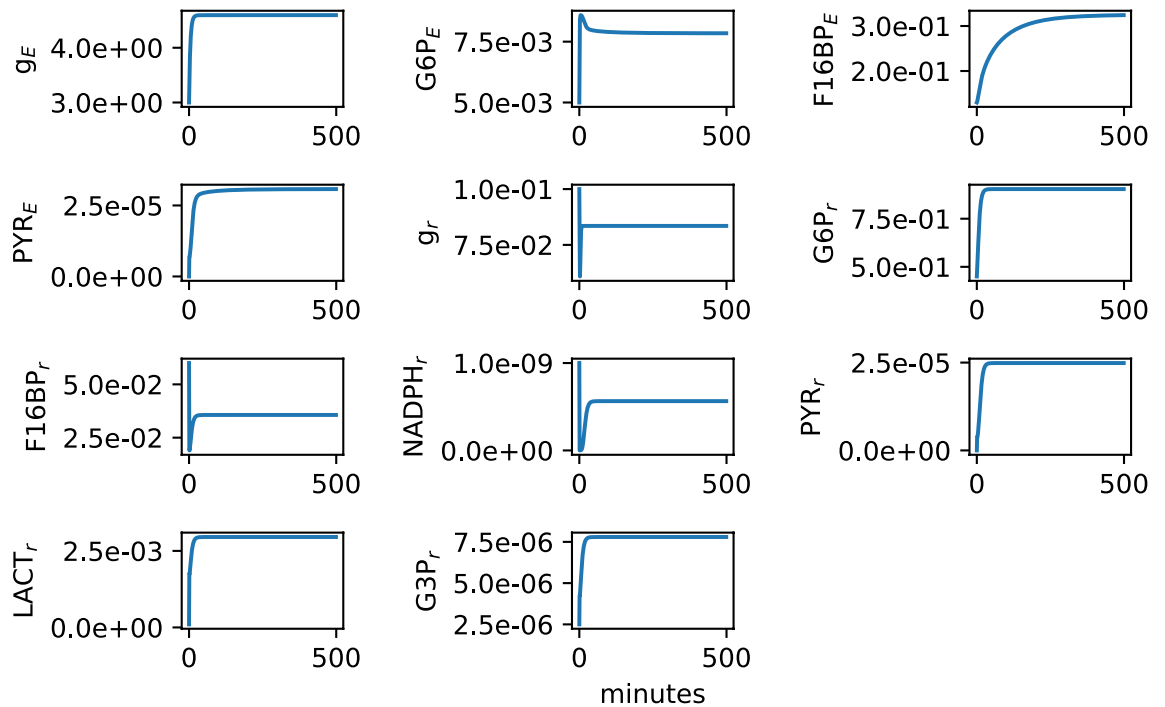 g_E
4.0e+00
3.0e+00
0 500
G6P_E
7.5e-03
5.0e-03
0 500
F16BP_E
3.0e-01
2.0e-01
0 500
PYR_E
2.5e-05
0.0e+00
0 500
g_r
1.0e-01
7.5e-02
0 500
G6P_r
7.5e-01
5.0e-01
0 500
F16BP_r
5.0e-02
2.5e-02
0 500
NADPH_r
1.0e-09
0.0e+00
0 500
PYR_r
2.5e-05
0.0e+00
0 500
LACT_r
2.5e-03
0.0e+00
0 500
G3P_r
7.5e-06
5.0e-06
2.5e-06
0 500
minutes